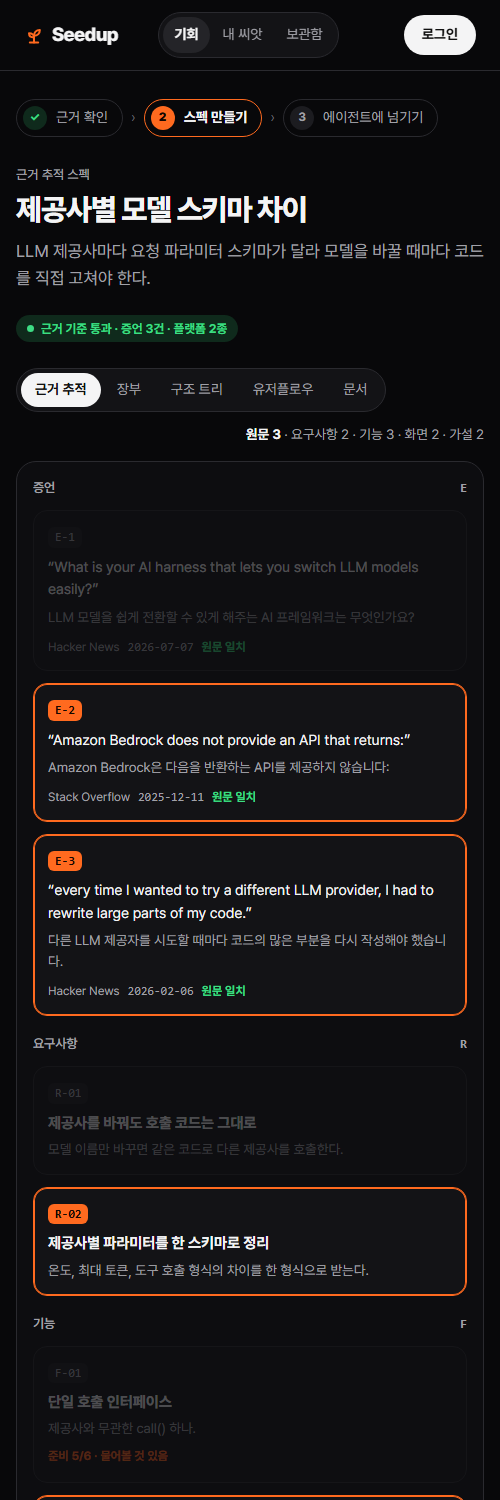 Seedup
기회
내 씨앗
보관함
로그인
✓ 근거 확인
›
2 스펙 만들기
›
3 에이전트에 넘기기
근거 추적 스펙
제공사별 모델 스키마 차이
LLM 제공사마다 요청 파라미터 스키마가 달라 모델을 바꿀 때마다 코드
를 직접 고쳐야 한다.
근거 기준 통과 · 증언 3건 · 플랫폼 2종
근거 추적
장부
구조 트리
유저플로우
문서
원문 3 · 요구사항 2 · 기능 3 · 화면 2 · 가설 2
증언 E
E-1
“What is your AI harness that lets you switch LLM models
easily?”
LLM 모델을 쉽게 전환할 수 있게 해주는 AI 프레임워크는 무엇인가요?
Hacker News 2026-07-07 원문 일치
E-2
“Amazon Bedrock does not provide an API that returns:”
Amazon Bedrock은 다음을 반환하는 API를 제공하지 않습니다:
Stack Overflow 2025-12-11 원문 일치
E-3
“every time I wanted to try a different LLM provider, I had to
rewrite large parts of my code.”
다른 LLM 제공자를 시도할 때마다 코드의 많은 부분을 다시 작성해야 했습니
다.
Hacker News 2026-02-06 원문 일치
요구사항 R
R-01
제공사를 바꿔도 호출 코드는 그대로
모델 이름만 바꾸면 같은 코드로 다른 제공사를 호출한다.
R-02
제공사별 파라미터를 한 스키마로 정리
온도, 최대 토큰, 도구 호출 형식의 차이를 한 형식으로 받는다.
기능 F
F-01
단일 호출 인터페이스
제공사와 무관한 call() 하나.
준비 5/6 · 물어볼 것 있음